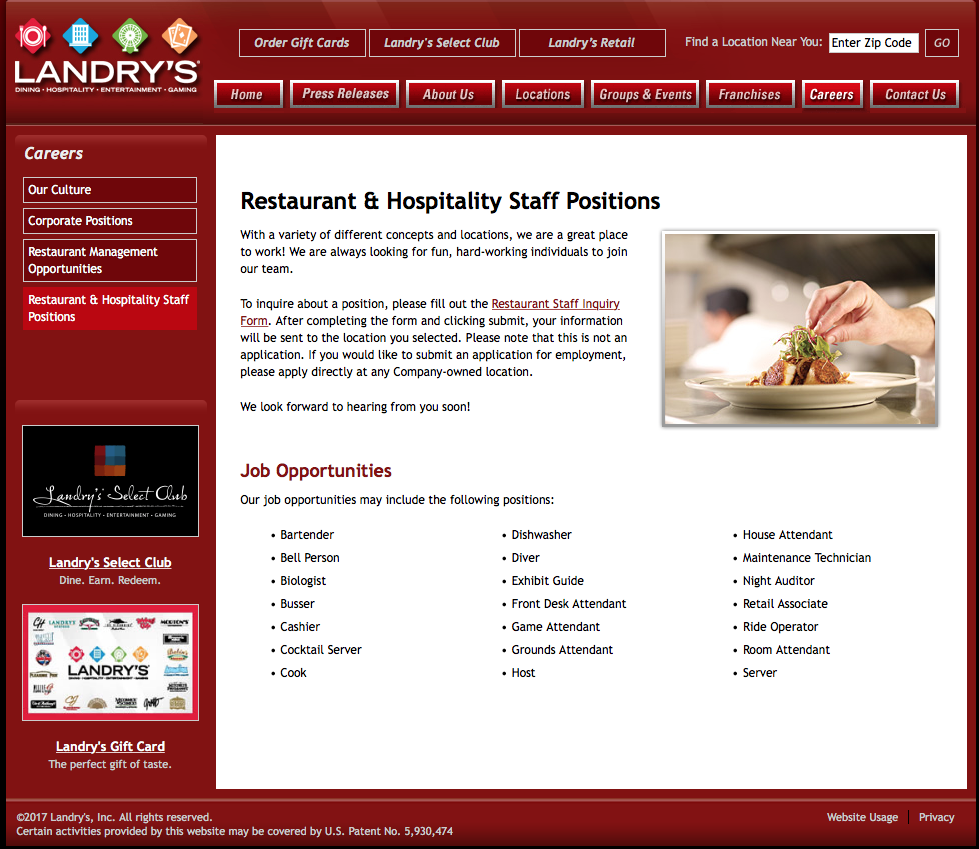 Order Gift Cards
Landry's Select Club
Landry's Retail
Find a Location Near You:
Enter Zip Code
GO
LANDRY'S
DINING • HOSPITALITY • ENTERTAINMENT • GAMING
Home
Press Releases
About Us
Locations
Groups & Events
Franchises
Careers
Contact Us
Careers
Our Culture
Corporate Positions
Restaurant Management
Opportunities
Restaurant & Hospitality Staff
Positions
Landry's Select Club
DINING • HOSPITALITY • ENTERTAINMENT • GAMING
Landry's Select Club
Dine. Earn. Redeem.
CH
LANDRY'S
MORTON'S
LANDRY'S
Landry's Gift Card
The perfect gift of taste.
Restaurant & Hospitality Staff Positions
With a variety of different concepts and locations, we are a great place
to work! We are always looking for fun, hard-working individuals to join
our team.
To inquire about a position, please fill out the Restaurant Staff Inquiry
Form. After completing the form and clicking submit, your information
will be sent to the location you selected. Please note that this is not an
application. If you would like to submit an application for employment,
please apply directly at any Company-owned location.
We look forward to hearing from you soon!
Job Opportunities
Our job opportunities may include the following positions:
• Bartender
• Bell Person
• Biologist
• Busser
• Cashier
• Cocktail Server
• Cook
• Dishwasher
• Diver
• Exhibit Guide
• Front Desk Attendant
• Game Attendant
• Grounds Attendant
• Host
• House Attendant
• Maintenance Technician
• Night Auditor
• Retail Associate
• Ride Operator
• Room Attendant
• Server
©2017 Landry's, Inc. All rights reserved.
Certain activities provided by this website may be covered by U.S. Patent No. 5,930,474
Website Usage
Privacy